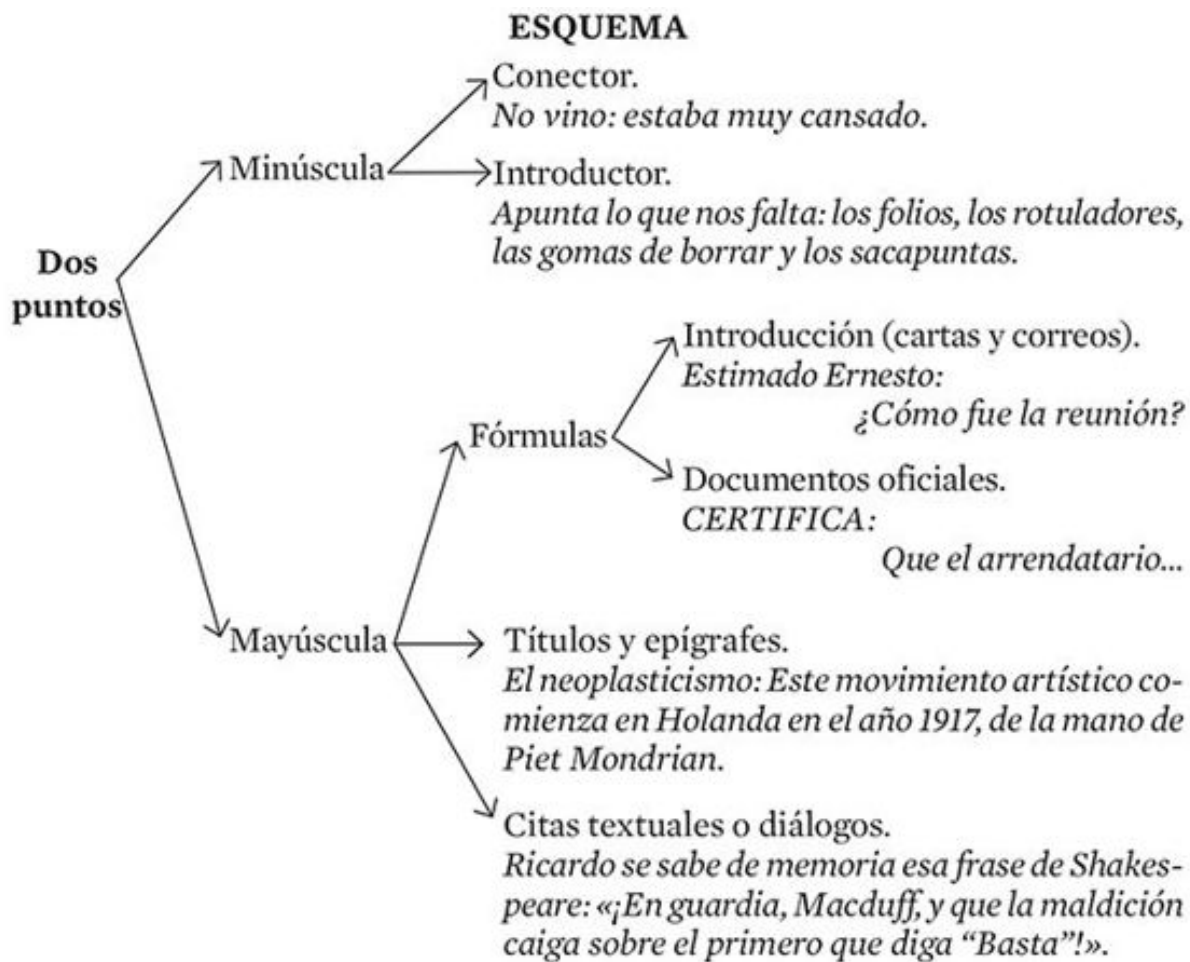 ESQUEMA
Conector.
No vino: estaba muy cansado.
Minúscula
Introductor.
Apunta lo que nos falta: los folios, los rotuladores,
las gomas de borrar y los sacapuntas.
Dos
puntos
Introducción (cartas y correos).
Estimado Ernesto:
¿Cómo fue la reunión?
Fórmulas
Documentos oficiales.
CERTIFICA:
Que el arrendatario...
Mayúscula
Títulos y epígrafes.
El neoplasticismo: Este movimiento artístico co-
mienza en Holanda en el año 1917, de la mano de
Piet Mondrian.
Citas textuales o diálogos.
Ricardo se sabe de memoria esa frase de Shakes-
peare: «¡En guardia, Macduff, y que la maldición
caiga sobre el primero que diga “Basta”!».